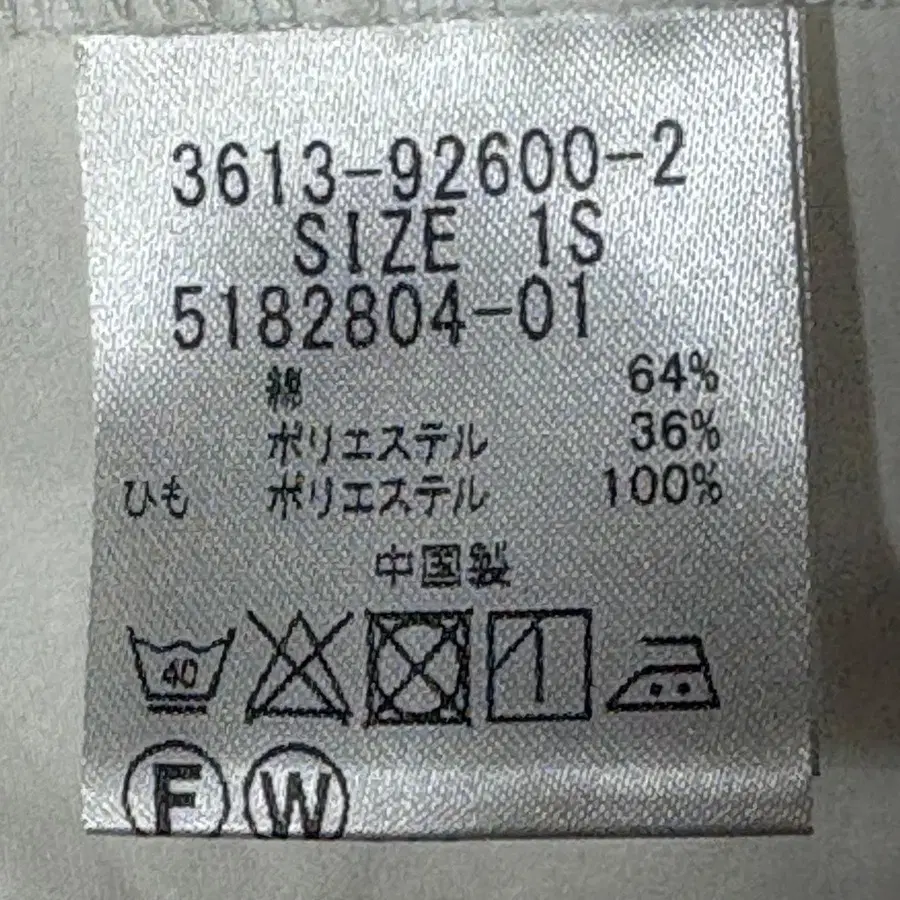 3613-92600-2
SIZE 1S
5182804-01
綿 64%
ポリエステル 36%
ひも ポリエステル 100%
中国製
40
F W